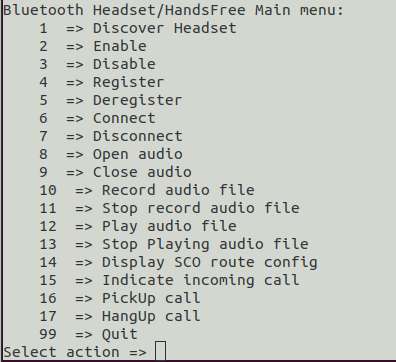 Bluetooth Headset/HandsFree Main menu:
    1  => Discover Headset
    2  => Enable
    3  => Disable
    4  => Register
    5  => Deregister
    6  => Connect
    7  => Disconnect
    8  => Open audio
    9  => Close audio
    10  => Record audio file
    11  => Stop record audio file
    12  => Play audio file
    13  => Stop Playing audio file
    14  => Display SCO route config
    15  => Indicate incoming call
    16  => PickUp call
    17  => HangUp call
    99  => Quit
Select action =>